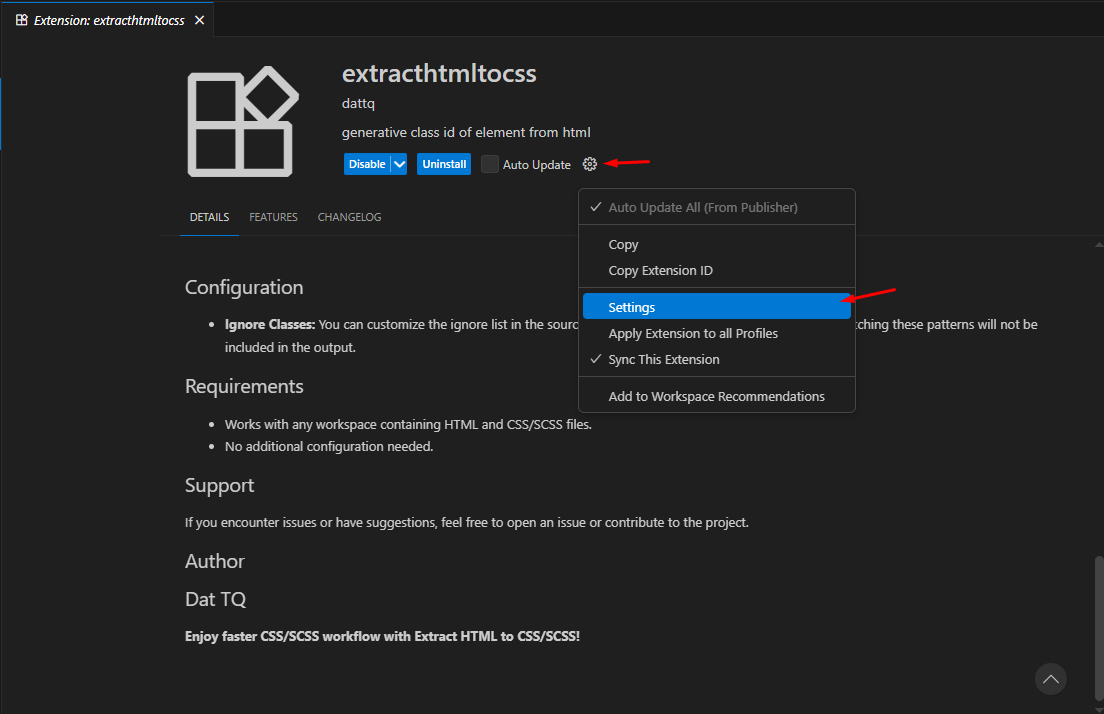 Extension: extracthtmltocss
extracthtmltocss
dattq
generative class id of element from html
Disable
Uninstall
Auto Update
DETAILS
FEATURES
CHANGELOG
Auto Update All (From Publisher)
Copy
Copy Extension ID
Settings
Apply Extension to all Profiles
Sync This Extension
Add to Workspace Recommendations
Configuration
Ignore Classes: You can customize the ignore list in the these patterns will not be
included in the output.
Requirements
Works with any workspace containing HTML and CSS/SCSS files.
No additional configuration needed.
Support
If you encounter issues or have suggestions, feel free to open an issue or contribute to the project.
Author
Dat TQ
Enjoy faster CSS/SCSS workflow with Extract HTML to CSS/SCSS!